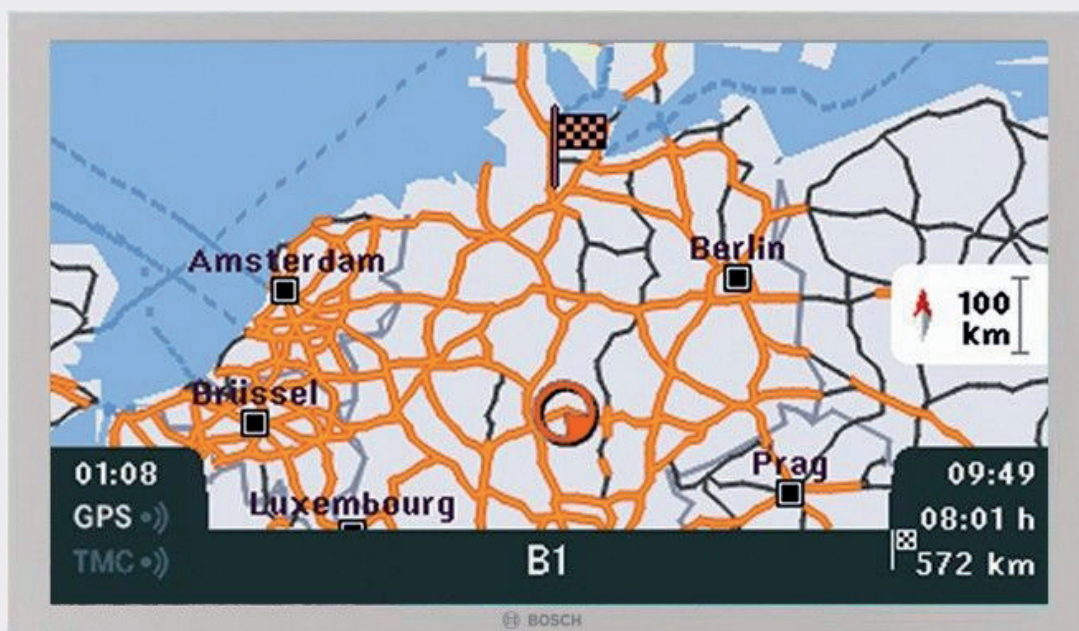 Amsterdam
Berlin
100
km
Brüssel
Prag
Luxembourg
01:08
GPS
TMC
B1
09:49
08:01 h
572 km
BOSCH